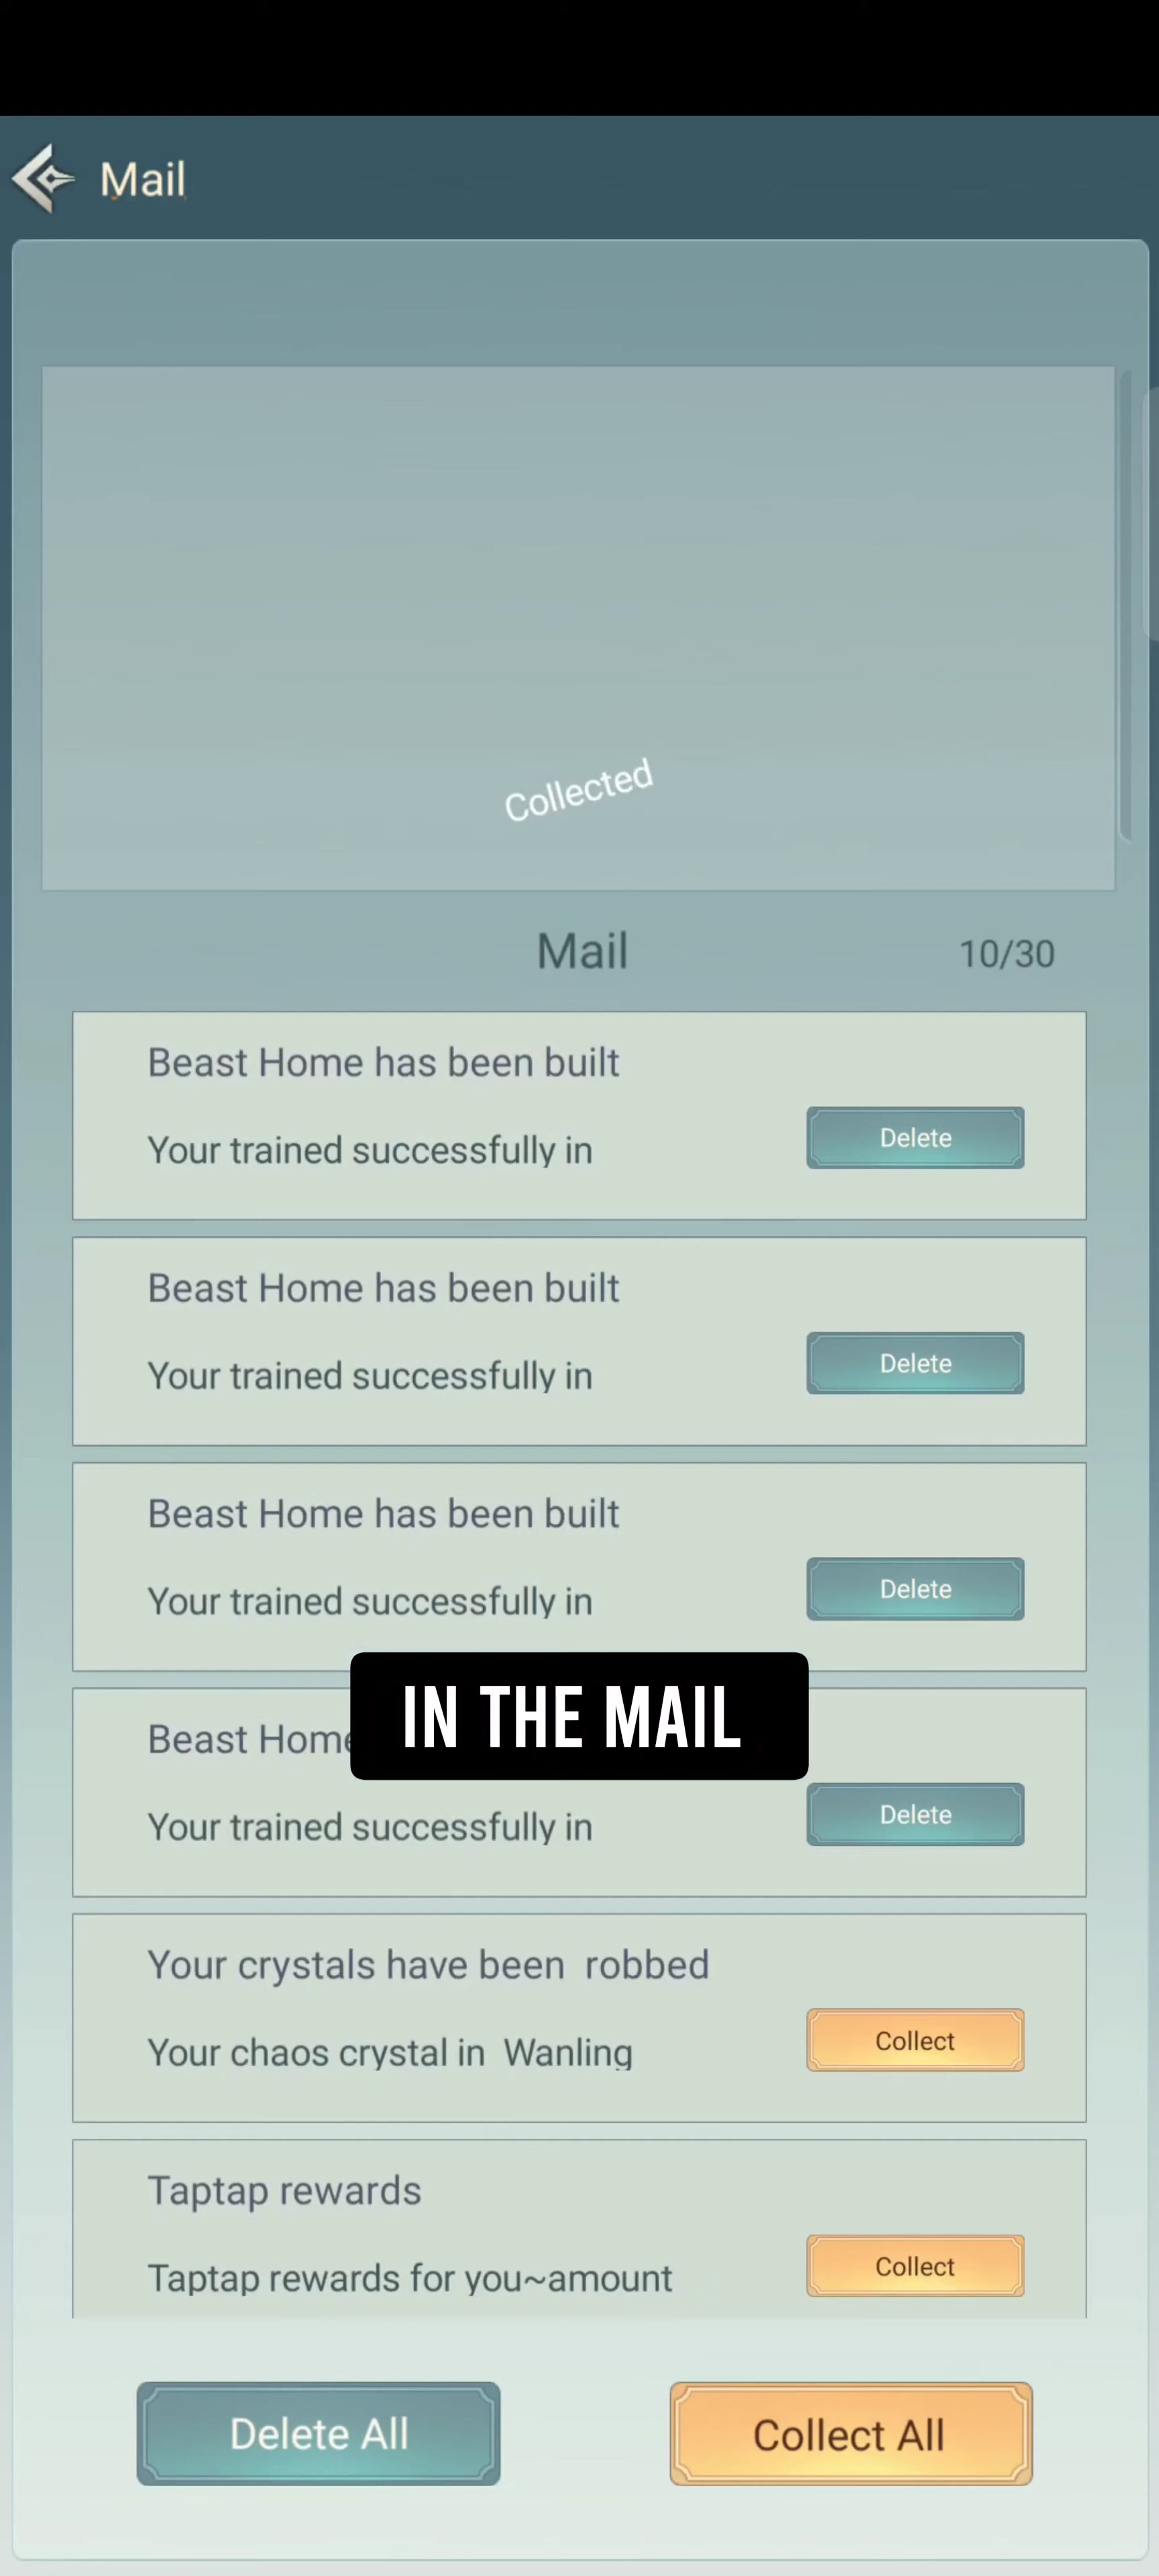 Mail
Collected
Mail
10/30
Beast Home has been built
Your trained successfully in
Delete
Beast Home has been built
Your trained successfully in
Delete
Beast Home has been built
Your trained successfully in
Delete
IN THE MAIL
Beast Home
Your trained successfully in
Delete
Your crystals have been robbed
Your chaos crystal in Wanling
Collect
Taptap rewards
Taptap rewards for you~amount
Collect
Delete All
Collect All